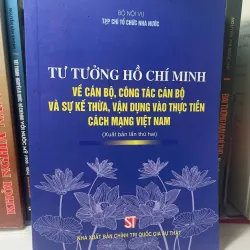 BỘ NỘI VỤ
TẠP CHÍ TỔ CHỨC NHÀ NƯỚC
TƯ TƯỞNG HỒ CHÍ MINH
VỀ CÁN BỘ, CÔNG TÁC CÁN BỘ
VÀ SỰ KẾ THỪA, VẬN DỤNG VÀO THỰC TIỄN
CÁCH MẠNG VIỆT NAM
(Xuất bản lần thứ hai)
ST
NHÀ XUẤT BẢN CHÍNH TRỊ QUỐC GIA SỰ THẬT